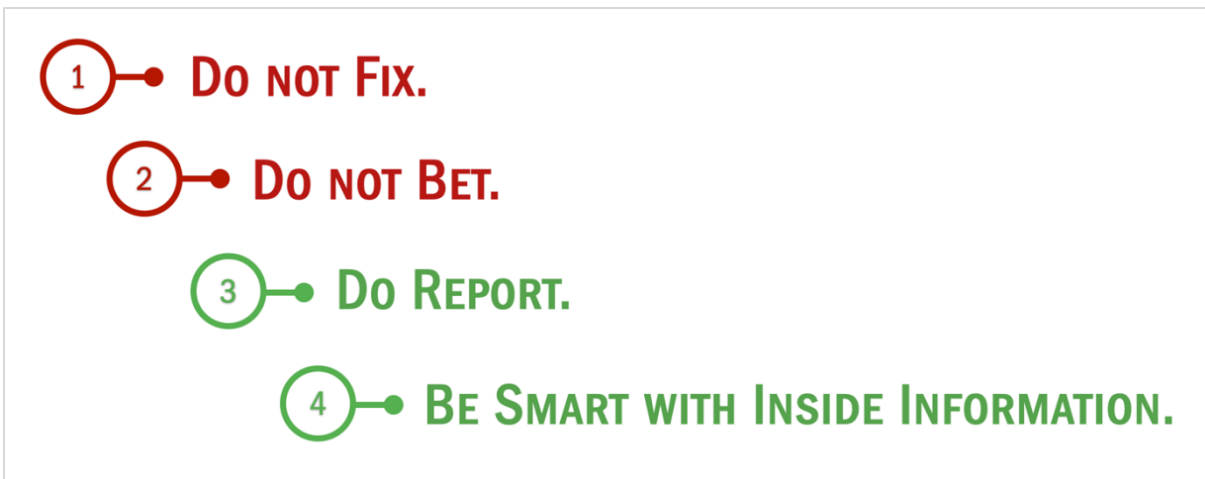 1 Do not Fix.
2 Do not Bet.
3 Do Report.
4 Be Smart with Inside Information.